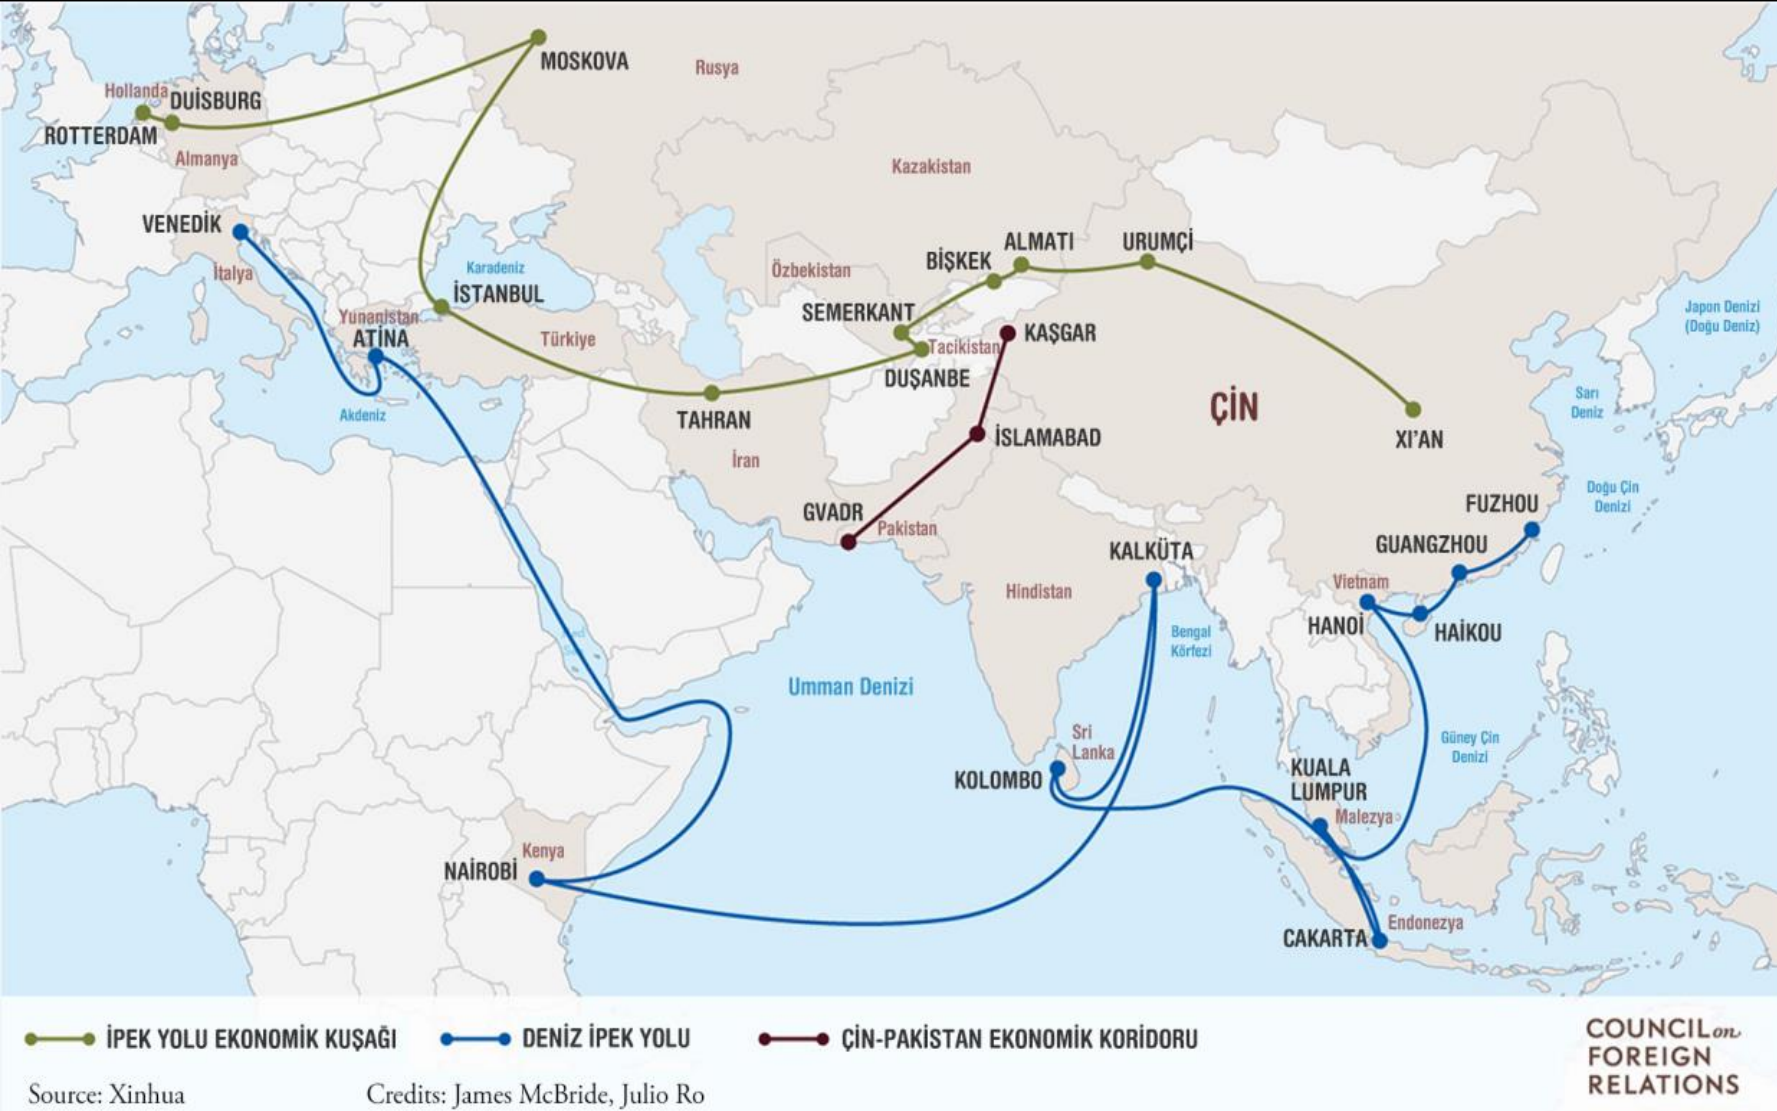 MOSKOVA
Rusya
Hollanda
DUİSBURG
ROTTERDAM
Almanya
Kazakistan
VENEDİK
İtalya
Karadeniz
İSTANBUL
Yunanistan
ATİNA
Türkiye
Akdeniz
Özbekistan
BİŞKEK
ALMATI
URUMÇİ
SEMERKANT
Tacikistan
KAŞGAR
DUŞANBE
TAHRAN
İran
İSLAMABAD
GVADR
Pakistan
ÇİN
XI'AN
Japon Denizi
(Doğu Deniz)
Sarı
Deniz
Doğu Çin
Denizi
FUZHOU
GUANGZHOU
KALKÜTA
Hindistan
Vietnam
HANOİ
HAİKOU
Bengal
Körfezi
Red
Umman Denizi
Sri
Lanka
KOLOMBO
Güney Çin
Denizi
KUALA
LUMPUR
Malezya
Kenya
NAİROBİ
Endonezya
CAKARTA
İPEK YOLU EKONOMİK KUŞAĞI
DENİZ İPEK YOLU
ÇİN-PAKİSTAN EKONOMİK KORİDORU
COUNCIL on
FOREIGN
RELATIONS
Source: Xinhua
Credits: James McBride, Julio Ro